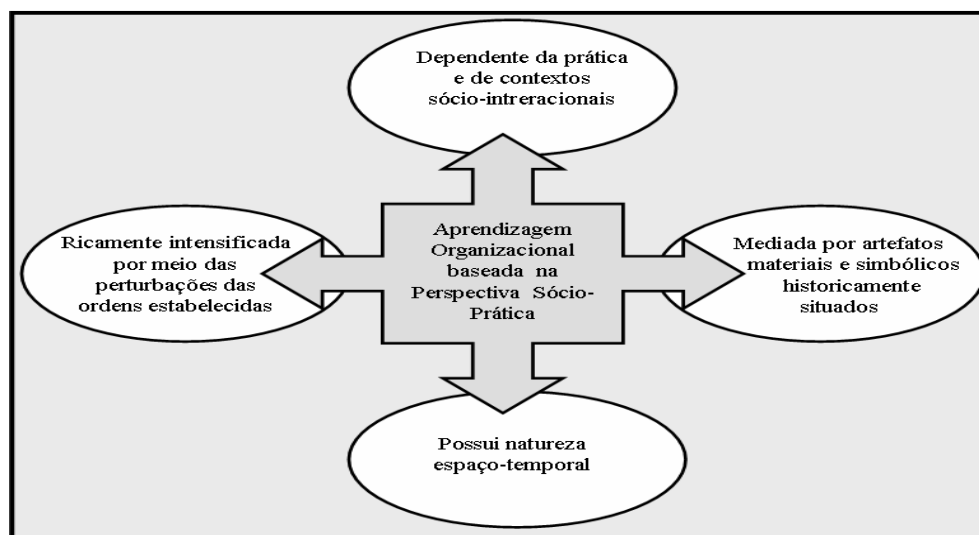 Dependente da prática
e de contextos
sócio-intreracionais
Ricamente intensificada
por meio das
perturbações das
ordens estabelecidas
Aprendizagem
Organizacional
baseada na
Perspectiva Sócio-
Prática
Mediada por artefatos
materiais e simbólicos
historicamente
situados
Possui natureza
espaço-temporal